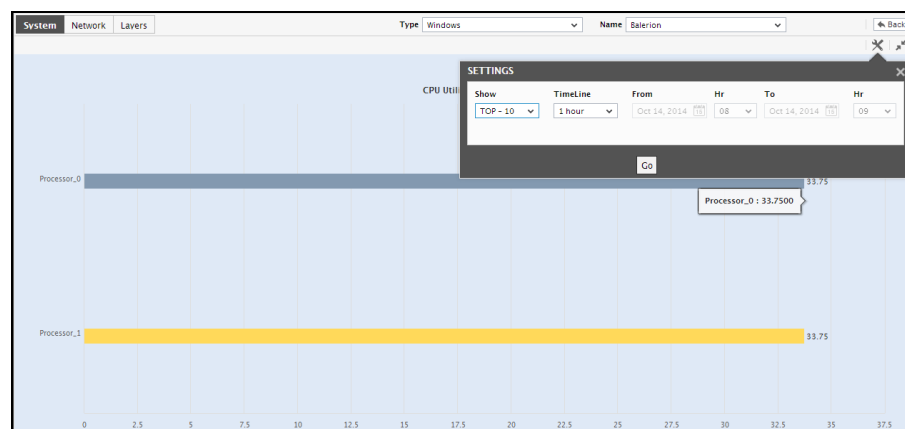 System Network Layers Type Windows Name Balerion Back
SETTINGS
CPU Utili
Show TimeLine From Hr To Hr
TOP - 10 1 hour Oct 14, 2014 08 Oct 14, 2014 09
Go
Processor_0 33.75
Processor_0 : 33.7500
Processor_1 33.75
0 2.5 5 7.5 10 12.5 15 17.5 20 22.5 25 27.5 30 32.5 35 37.5